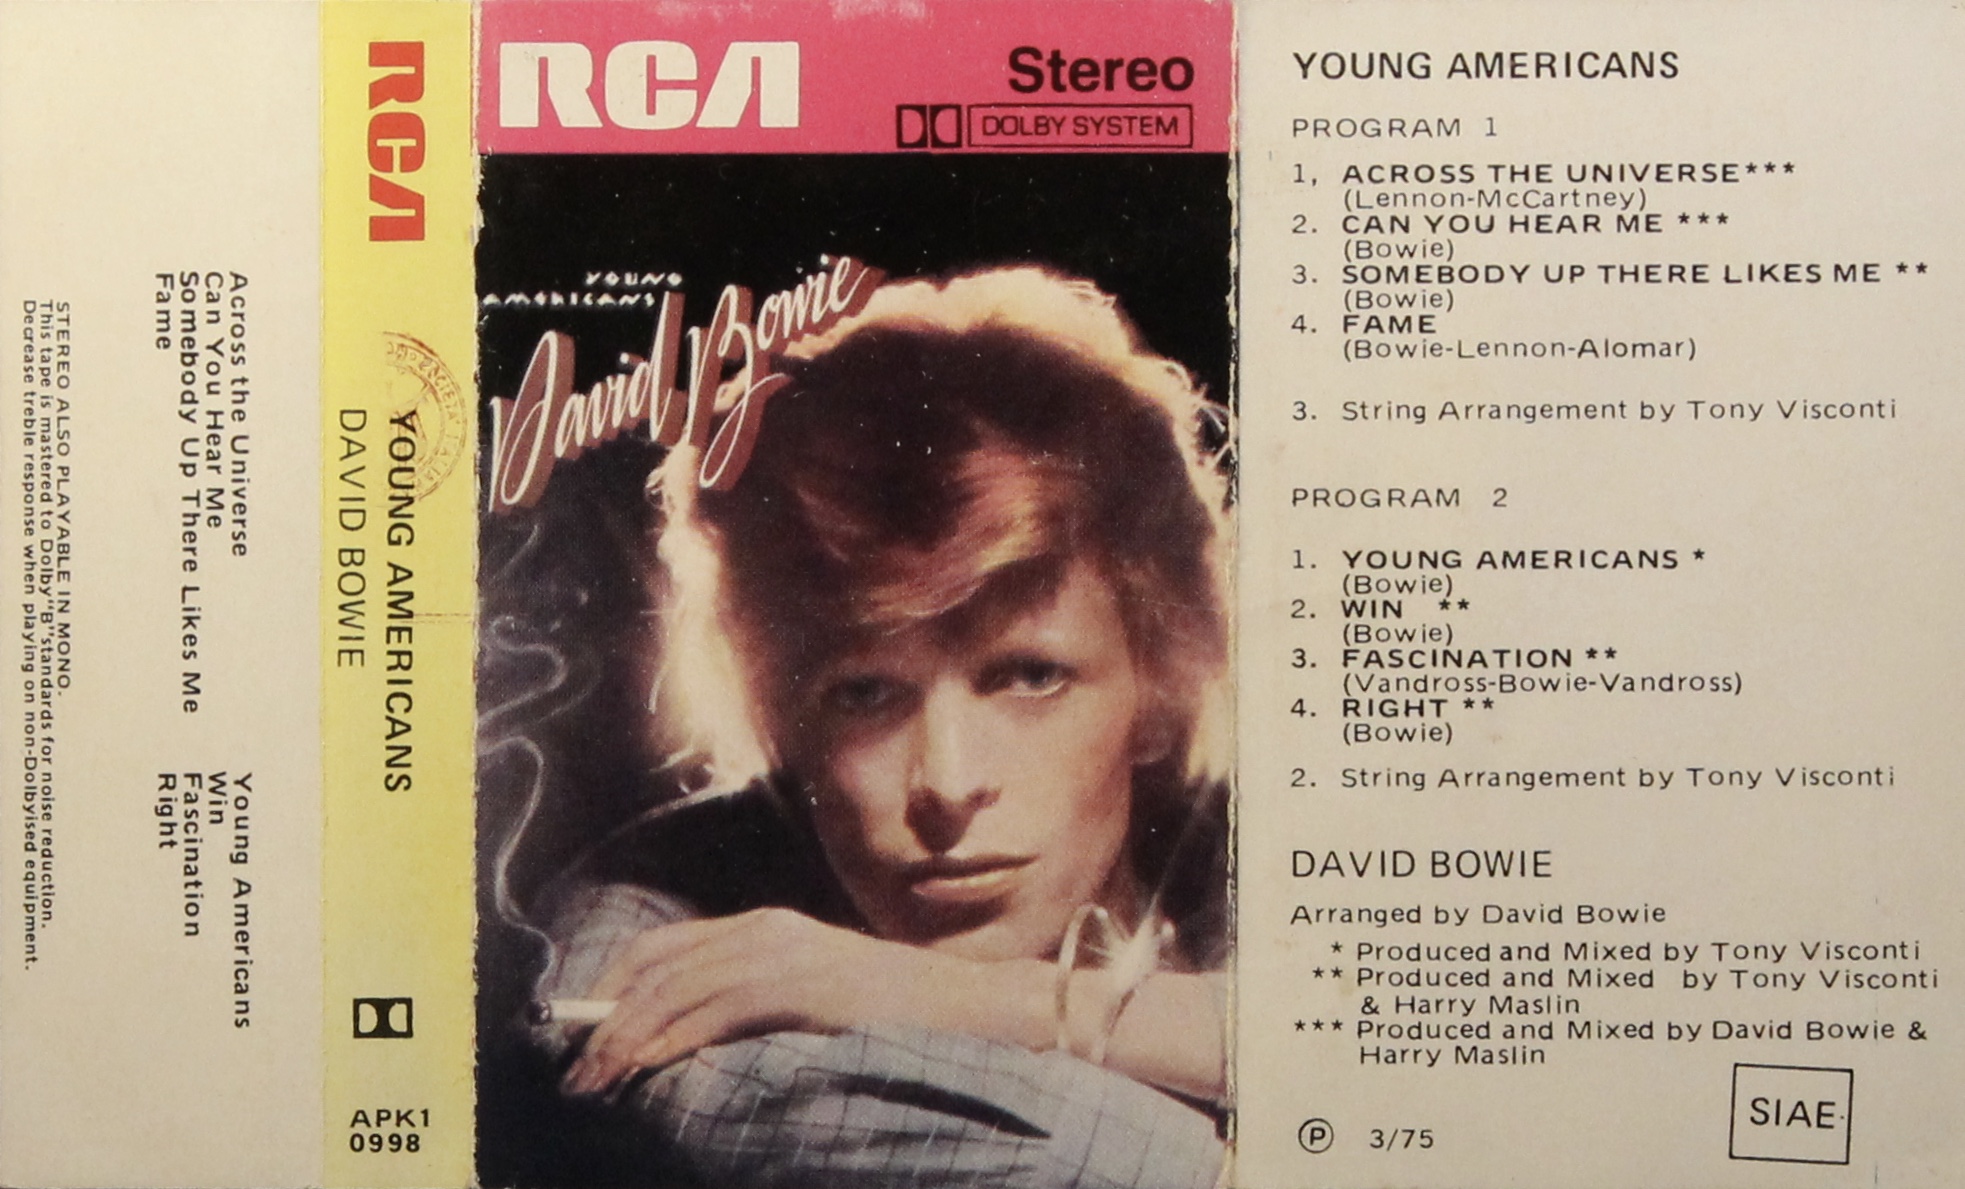 Across the Universe
Can You Hear Me
Somebody Up There Likes Me
Fame
Young Americans
Win
Fascination
Right
STEREO ALSO PLAYABLE IN MONO.
This tape is mastered to Dolby"B"standards for noise reduction.
Decrease treble response when playing on non-Dolbyised equipment.
RCA
YOUNG AMERICANS
DAVID BOWIE
APK1
0998
RCA
Stereo
DOLBY SYSTEM
YOUNG
AMERICANS
David Bowie
YOUNG AMERICANS
PROGRAM 1
1, ACROSS THE UNIVERSE***
(Lennon-McCartney)
2. CAN YOU HEAR ME ***
(Bowie)
3. SOMEBODY UP THERE LIKES ME **
(Bowie)
4. FAME
(Bowie-Lennon-Alomar)
3. String Arrangement by Tony Visconti
PROGRAM 2
1. YOUNG AMERICANS *
(Bowie)
2. WIN **
(Bowie)
3. FASCINATION **
(Vandross-Bowie-Vandross)
4. RIGHT **
(Bowie)
2. String Arrangement by Tony Visconti
DAVID BOWIE
Arranged by David Bowie
* Produced and Mixed by Tony Visconti
** Produced and Mixed by Tony Visconti
& Harry Maslin
*** Produced and Mixed by David Bowie &
Harry Maslin
Ⓟ 3/75
SIAE